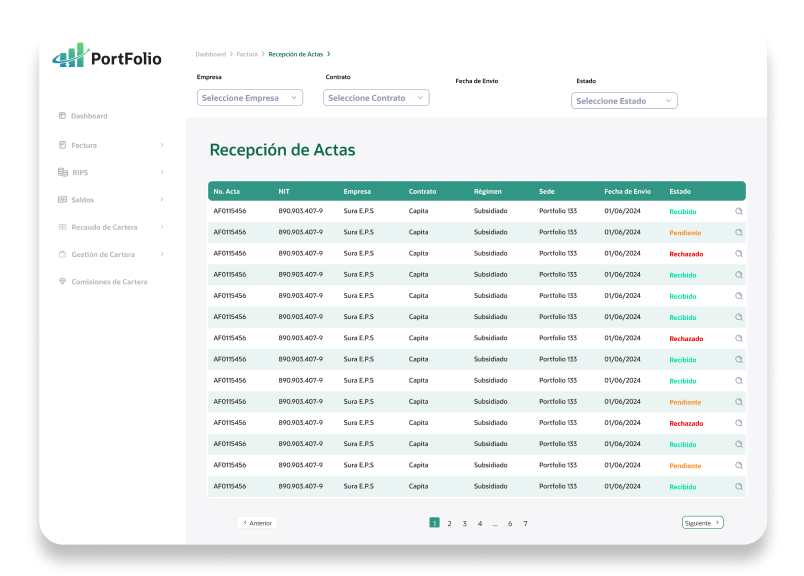 PortFolio
Dashboard > Factura > Recepción de Actas >
Empresa
Contrato
Fecha de Envio
Estado
Seleccione Empresa
Seleccione Contrato
Seleccione Estado
Dashboard
Factura
RIPS
Saldos
Recaudo de Cartera
Gestión de Cartera
Comisiones de Cartera
Recepción de Actas
No. Acta NIT Empresa Contrato Régimen Sede Fecha de Envio Estado
AF0115456 890.903.407-9 Sura E.P.S Capita Subsidiado Portfolio 133 01/06/2024 Recibido
AF0115456 890.903.407-9 Sura E.P.S Capita Subsidiado Portfolio 133 01/06/2024 Pendiente
AF0115456 890.903.407-9 Sura E.P.S Capita Subsidiado Portfolio 133 01/06/2024 Rechazado
AF0115456 890.903.407-9 Sura E.P.S Capita Subsidiado Portfolio 133 01/06/2024 Recibido
AF0115456 890.903.407-9 Sura E.P.S Capita Subsidiado Portfolio 133 01/06/2024 Recibido
AF0115456 890.903.407-9 Sura E.P.S Capita Subsidiado Portfolio 133 01/06/2024 Recibido
AF0115456 890.903.407-9 Sura E.P.S Capita Subsidiado Portfolio 133 01/06/2024 Rechazado
AF0115456 890.903.407-9 Sura E.P.S Capita Subsidiado Portfolio 133 01/06/2024 Recibido
AF0115456 890.903.407-9 Sura E.P.S Capita Subsidiado Portfolio 133 01/06/2024 Recibido
AF0115456 890.903.407-9 Sura E.P.S Capita Subsidiado Portfolio 133 01/06/2024 Pendiente
AF0115456 890.903.407-9 Sura E.P.S Capita Subsidiado Portfolio 133 01/06/2024 Rechazado
AF0115456 890.903.407-9 Sura E.P.S Capita Subsidiado Portfolio 133 01/06/2024 Recibido
AF0115456 890.903.407-9 Sura E.P.S Capita Subsidiado Portfolio 133 01/06/2024 Pendiente
AF0115456 890.903.407-9 Sura E.P.S Capita Subsidiado Portfolio 133 01/06/2024 Recibido
< Anterior 1 2 3 4 ... 6 7 Siguiente >